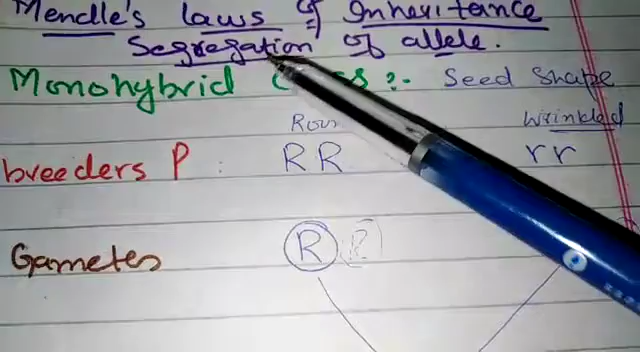 Mendle's laws of Inheritance
Segregation of allele.
Monohybrid :- Seed Shape
Wrinkled
breeders P : RR rr
Gametes R R